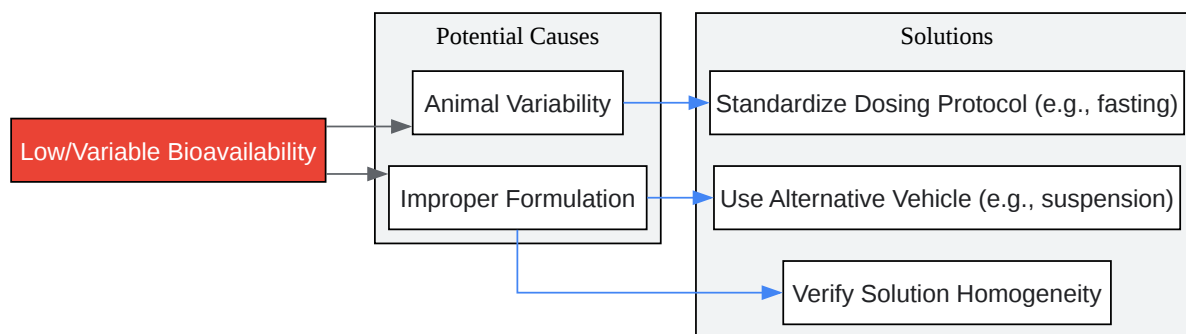 Potential Causes
Solutions
Animal Variability
Standardize Dosing Protocol (e.g., fasting)
Low/Variable Bioavailability
Improper Formulation
Use Alternative Vehicle (e.g., suspension)
Verify Solution Homogeneity